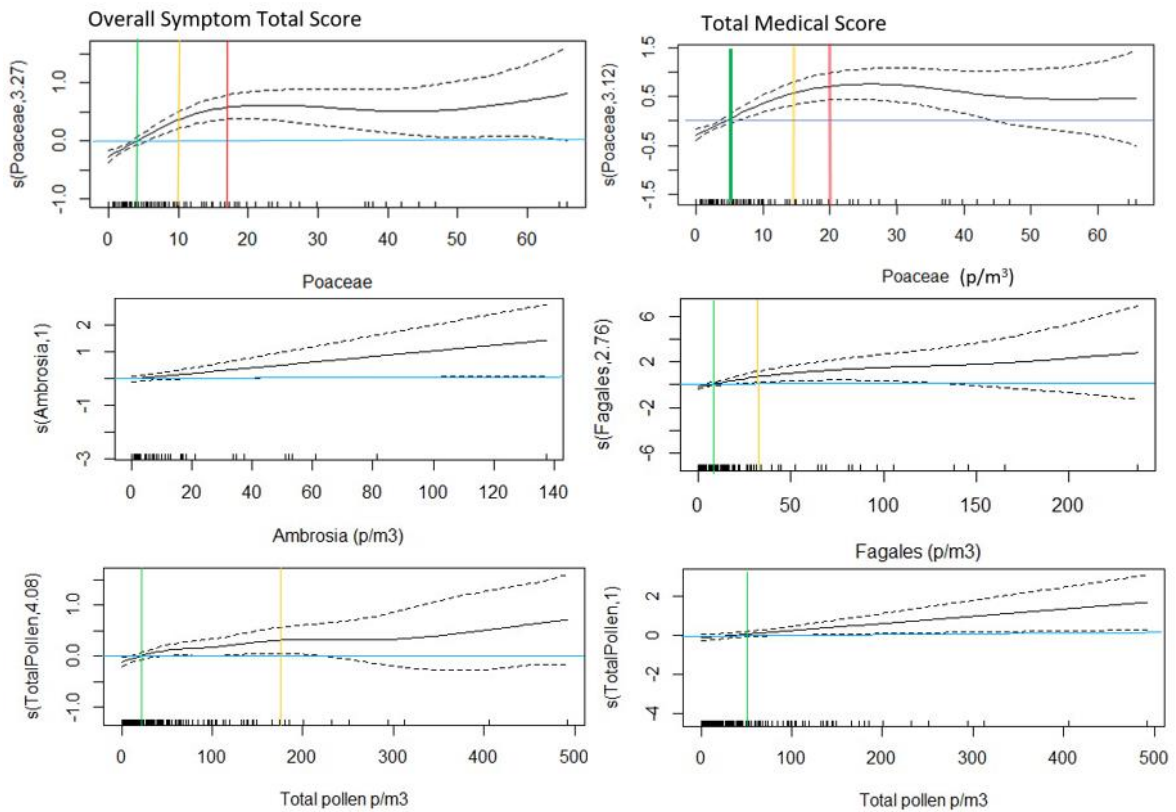 Overall Symptom Total Score
Total Medical Score
s(Poaceae,3.27)
-1.0 0.0 1.0
0 10 20 30 40 50 60
Poaceae
s(Poaceae,3.12)
-1.5 -0.5 0.5 1.5
0 10 20 30 40 50 60
Poaceae (p/m³)
s(Ambrosia,1)
-3 -1 1 2
0 20 40 60 80 100 120 140
Ambrosia (p/m3)
s(Fagales,2.76)
-6 -2 2 6
0 50 100 150 200
Fagales (p/m3)
s(TotalPollen,4.08)
-1.0 0.0 1.0
0 100 200 300 400 500
Total pollen p/m3
s(TotalPollen,1)
-4 -2 0 2
0 100 200 300 400 500
Total pollen p/m3